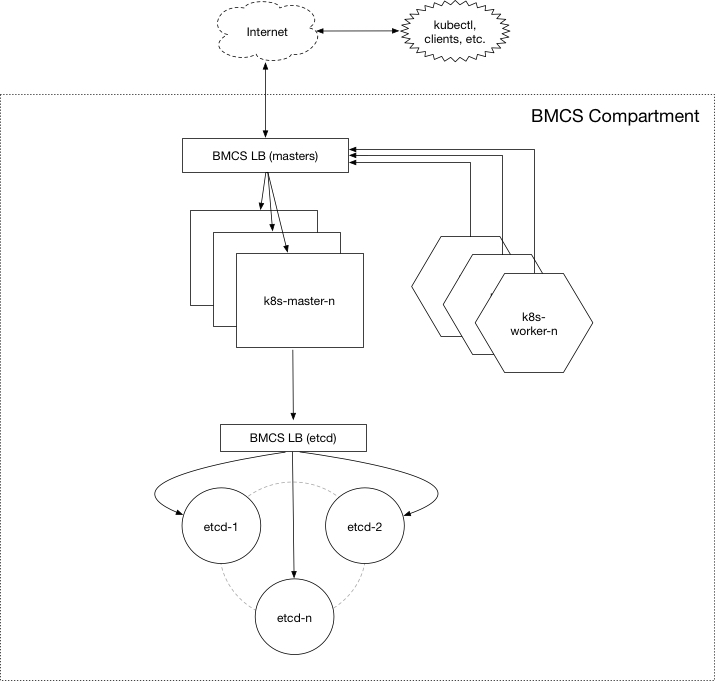 Internet
kubectl,
clients, etc.
BMCS Compartment
BMCS LB (masters)
k8s-master-n
k8s-
worker-n
BMCS LB (etcd)
etcd-1
etcd-2
etcd-n